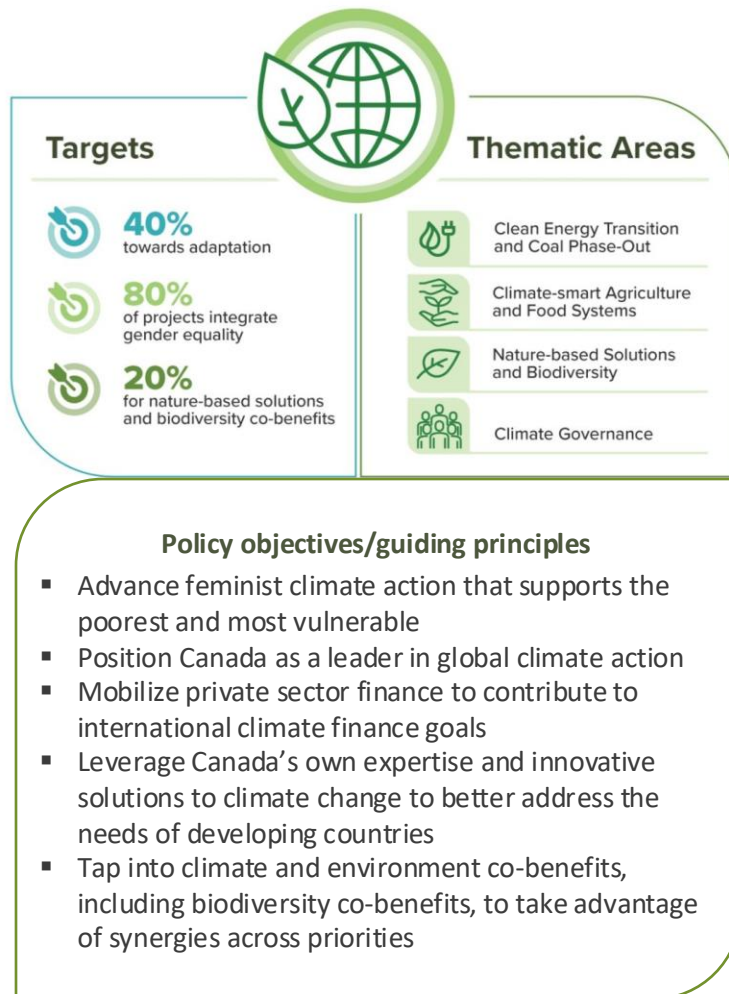 Targets
40%
towards adaptation
80%
of projects integrate
gender equality
20%
for nature-based solutions
and biodiversity co-benefits
Thematic Areas
Clean Energy Transition
and Coal Phase-Out
Climate-smart Agriculture
and Food Systems
Nature-based Solutions
and Biodiversity
Climate Governance
Policy objectives/guiding principles
▪ Advance feminist climate action that supports the
poorest and most vulnerable
▪ Position Canada as a leader in global climate action
▪ Mobilize private sector finance to contribute to
international climate finance goals
▪ Leverage Canada’s own expertise and innovative
solutions to climate change to better address the
needs of developing countries
▪ Tap into climate and environment co-benefits,
including biodiversity co-benefits, to take advantage
of synergies across priorities